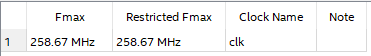 Fmax Restricted Fmax Clock Name Note
1 258.67 MHz 258.67 MHz clk